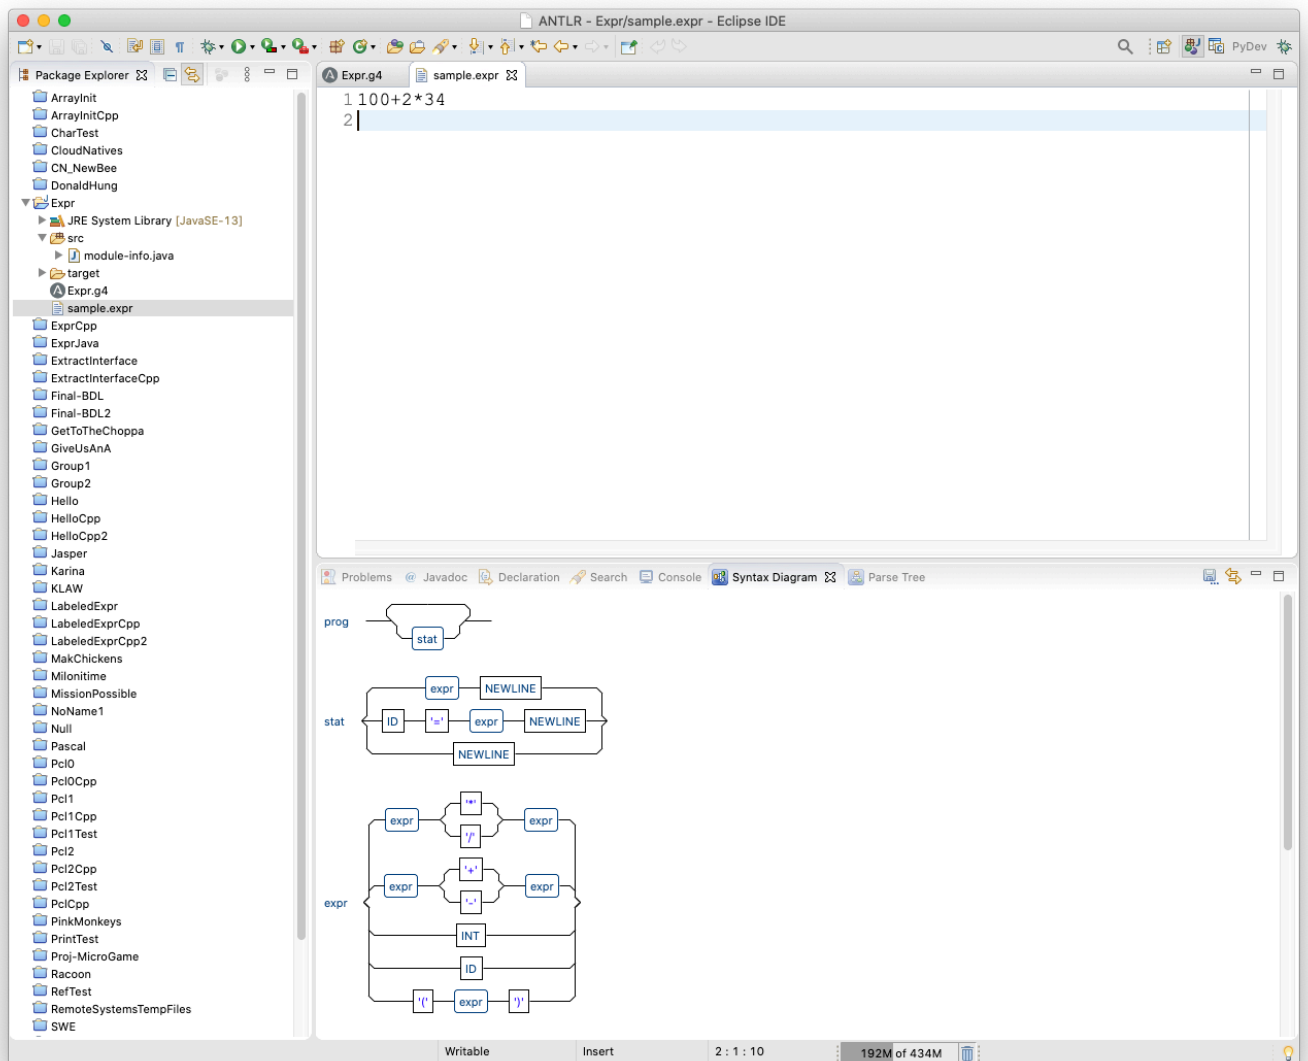 ANTLR - Expr/sample.expr - Eclipse IDE
PyDev
Package Explorer
Expr.g4
sample.expr
ArrayInit
ArrayInitCpp
CharTest
CloudNatives
CN_NewBee
DonaldHung
Expr
JRE System Library [JavaSE-13]
src
module-info.java
target
Expr.g4
sample.expr
ExprCpp
ExprJava
ExtractInterface
ExtractInterfaceCpp
Final-BDL
Final-BDL2
GetToTheChoppa
GiveUsAnA
Group1
Group2
Hello
HelloCpp
HelloCpp2
Jasper
Karina
KLAW
LabeledExpr
LabeledExprCpp
LabeledExprCpp2
MakChickens
Milonitime
MissionPossible
NoName1
Null
Pascal
Pcl0
Pcl0Cpp
Pcl1
Pcl1Cpp
Pcl1Test
Pcl2
Pcl2Cpp
Pcl2Test
PclCpp
PinkMonkeys
PrintTest
Proj-MicroGame
Racoon
RefTest
RemoteSystemsTempFiles
SWE
1 100+2*34
2
Problems @ Javadoc Declaration Search Console Syntax Diagram Parse Tree
prog
stat
expr NEWLINE
stat ID '=' expr NEWLINE
NEWLINE
'*'
expr expr
'/'
'+'
expr expr
'-'
expr
INT
ID
'(' expr ')'
Writable Insert 2 : 1 : 10 192M of 434M